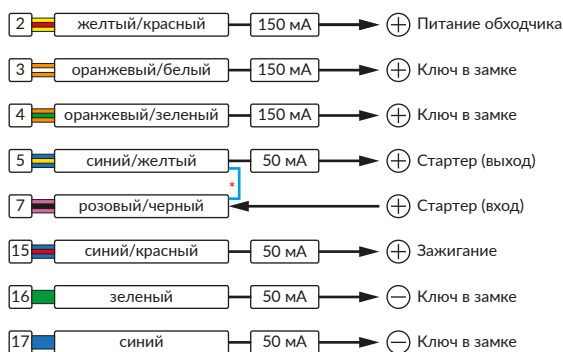 2 желтый/красный 150 мА + Питание обходчика
3 оранжевый/белый 150 мА + Ключ в замке
4 оранжевый/зеленый 150 мА + Ключ в замке
5 синий/желтый 50 мА + Стартер (выход)
*
7 розовый/черный + Стартер (вход)
15 синий/красный 50 мА + Зажигание
16 зеленый 50 мА − Ключ в замке
17 синий 50 мА − Ключ в замке